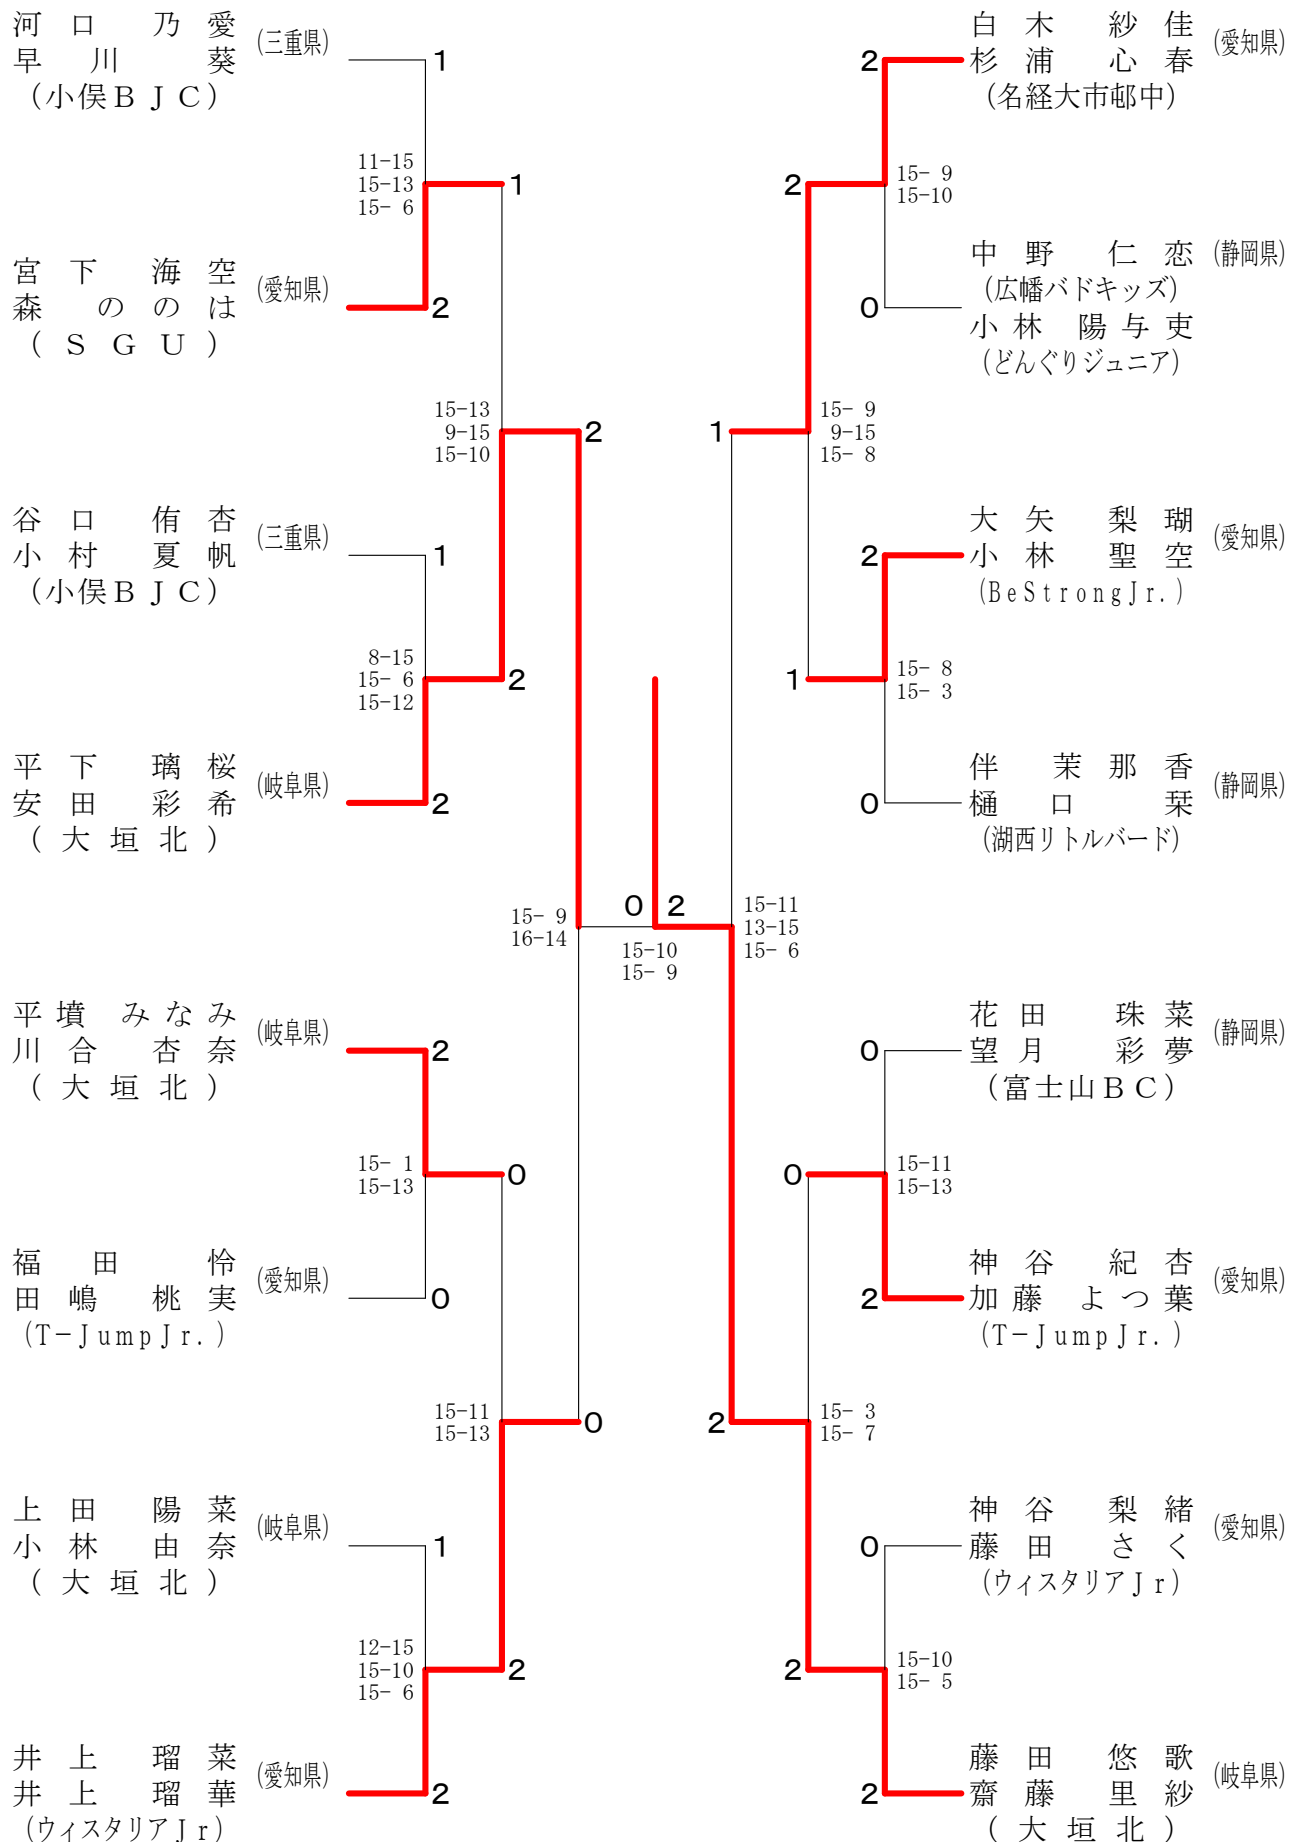 河口 乃愛
早川 葵
(三重県)
(小俣ＢＪＣ)
1
11-15
15-13
15- 6
1
宮下 海空
森 ののは
(愛知県)
(ＳＧＵ)
2
15-13
9-15
15-10
2
谷口 侑杏
小村 夏帆
(三重県)
(小俣ＢＪＣ)
1
8-15
15- 6
15-12
2
平下 璃桜
安田 彩希
(岐阜県)
(大垣北)
2
15- 9
16-14
0 2
15-10
15- 9
平墳 みなみ
川合 杏奈
(岐阜県)
(大垣北)
2
15- 1
15-13
0
福田 怜
田嶋 桃実
(愛知県)
(T-JumpJr.)
0
15-11
15-13
0
上田 陽菜
小林 由奈
(岐阜県)
(大垣北)
1
12-15
15-10
15- 6
2
井上 瑠菜
井上 瑠華
(愛知県)
(ウィスタリアＪｒ)
2
白木 紗佳
杉浦 心春
(愛知県)
(名経大市邨中)
2
2
15- 9
15-10
中野 仁恋
(静岡県)
(広幡バドキッズ)
小林 陽与吏
(どんぐりジュニア)
0
1
15- 9
9-15
15- 8
大矢 梨瑚
小林 聖空
(愛知県)
(BeStrongJr.)
2
1
15- 8
15- 3
伴 茉那香
樋口 栞
(静岡県)
(湖西リトルバード)
0
15-11
13-15
15- 6
花田 珠菜
望月 彩夢
(静岡県)
(富士山ＢＣ)
0
0
15-11
15-13
神谷 紀杏
加藤 よつ葉
(愛知県)
(T-JumpJr.)
2
2
15- 3
15- 7
神谷 梨緒
藤田 さく
(愛知県)
(ウィスタリアＪｒ)
0
2
15-10
15- 5
藤田 悠歌
齋藤 里紗
(岐阜県)
(大垣北)
2